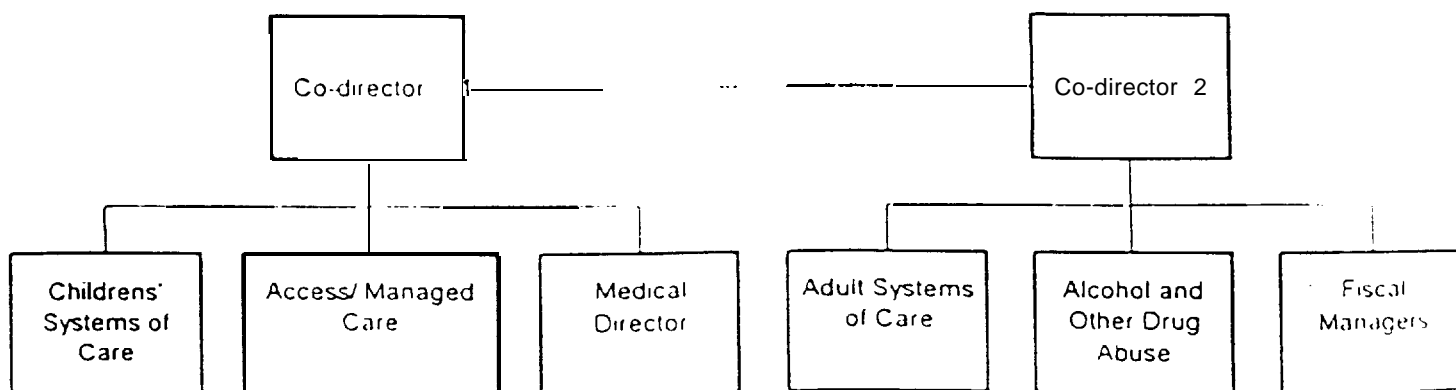 Co-director 1
Co-director 2
Childrens'
Systems of
Care
Access/ Managed
Care
Medical
Director
Adult Systems
of Care
Alcohol and
Other Drug
Abuse
Fiscal
Managers